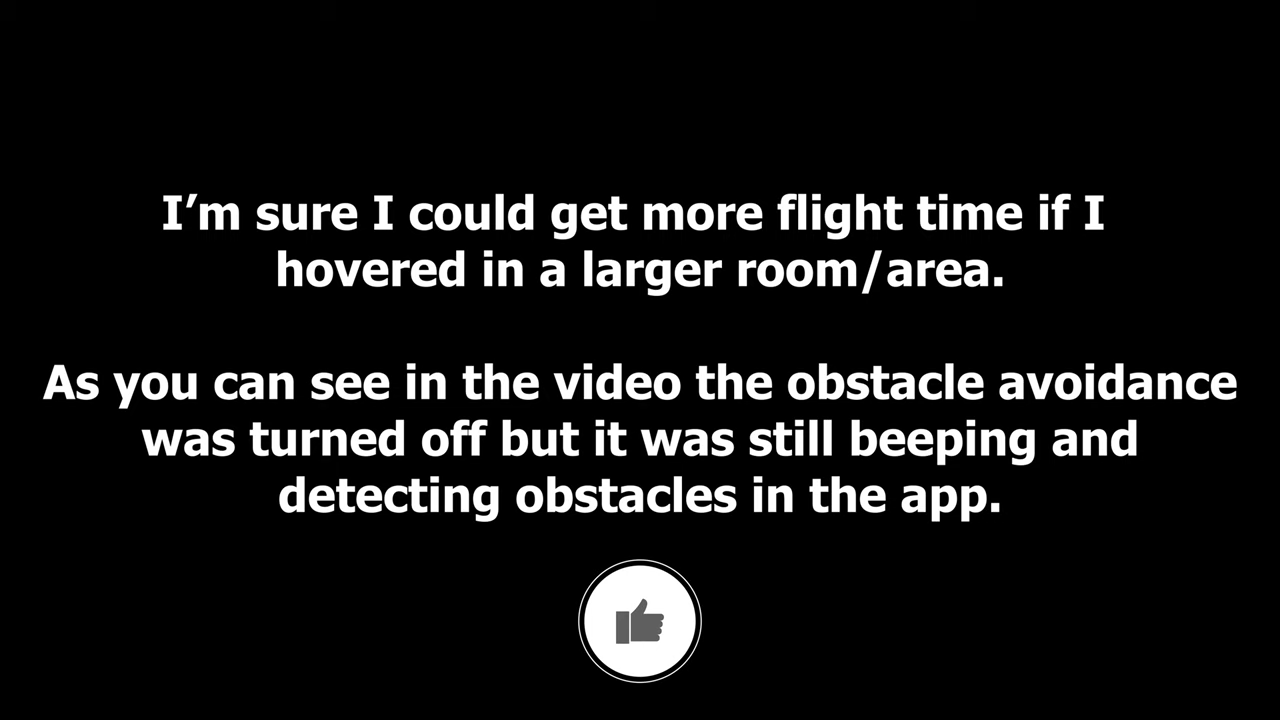 I’m sure I could get more flight time if I
hovered in a larger room/area.
As you can see in the video the obstacle avoidance
was turned off but it was still beeping and
detecting obstacles in the app.